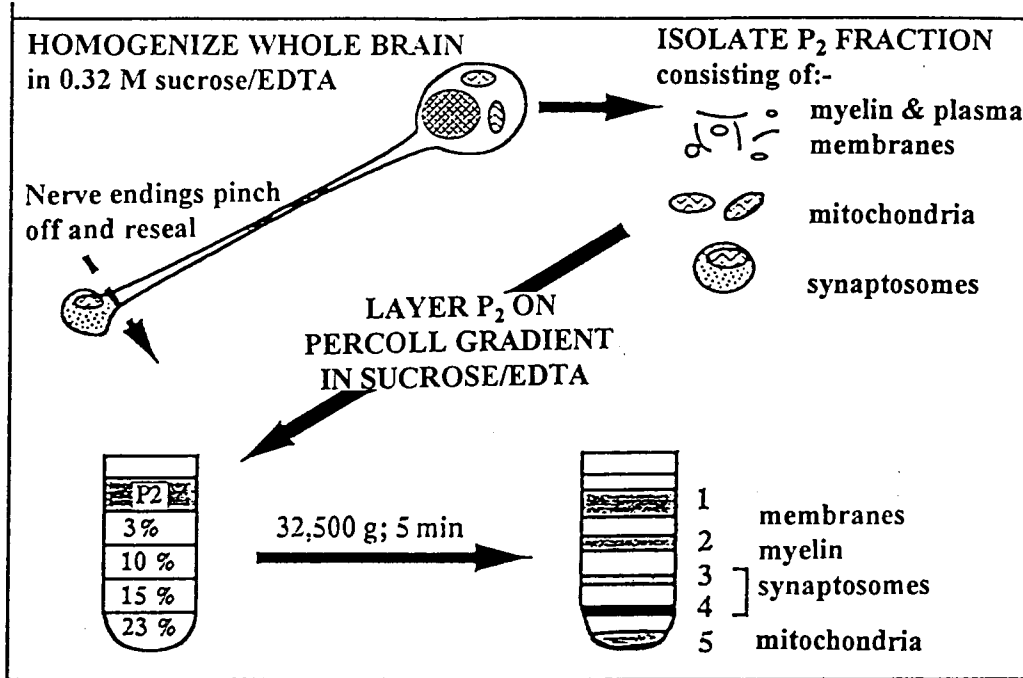 HOMOGENIZE WHOLE BRAIN
in 0.32 M sucrose/EDTA
ISOLATE P₂ FRACTION
consisting of:-
myelin & plasma
membranes
mitochondria
synaptosomes
Nerve endings pinch
off and reseal
LAYER P₂ ON
PERCOLL GRADIENT
IN SUCROSE/EDTA
P2
3%
10 %
15 %
23 %
32,500 g; 5 min
1
membranes
2
myelin
3
synaptosomes
4
5
mitochondria